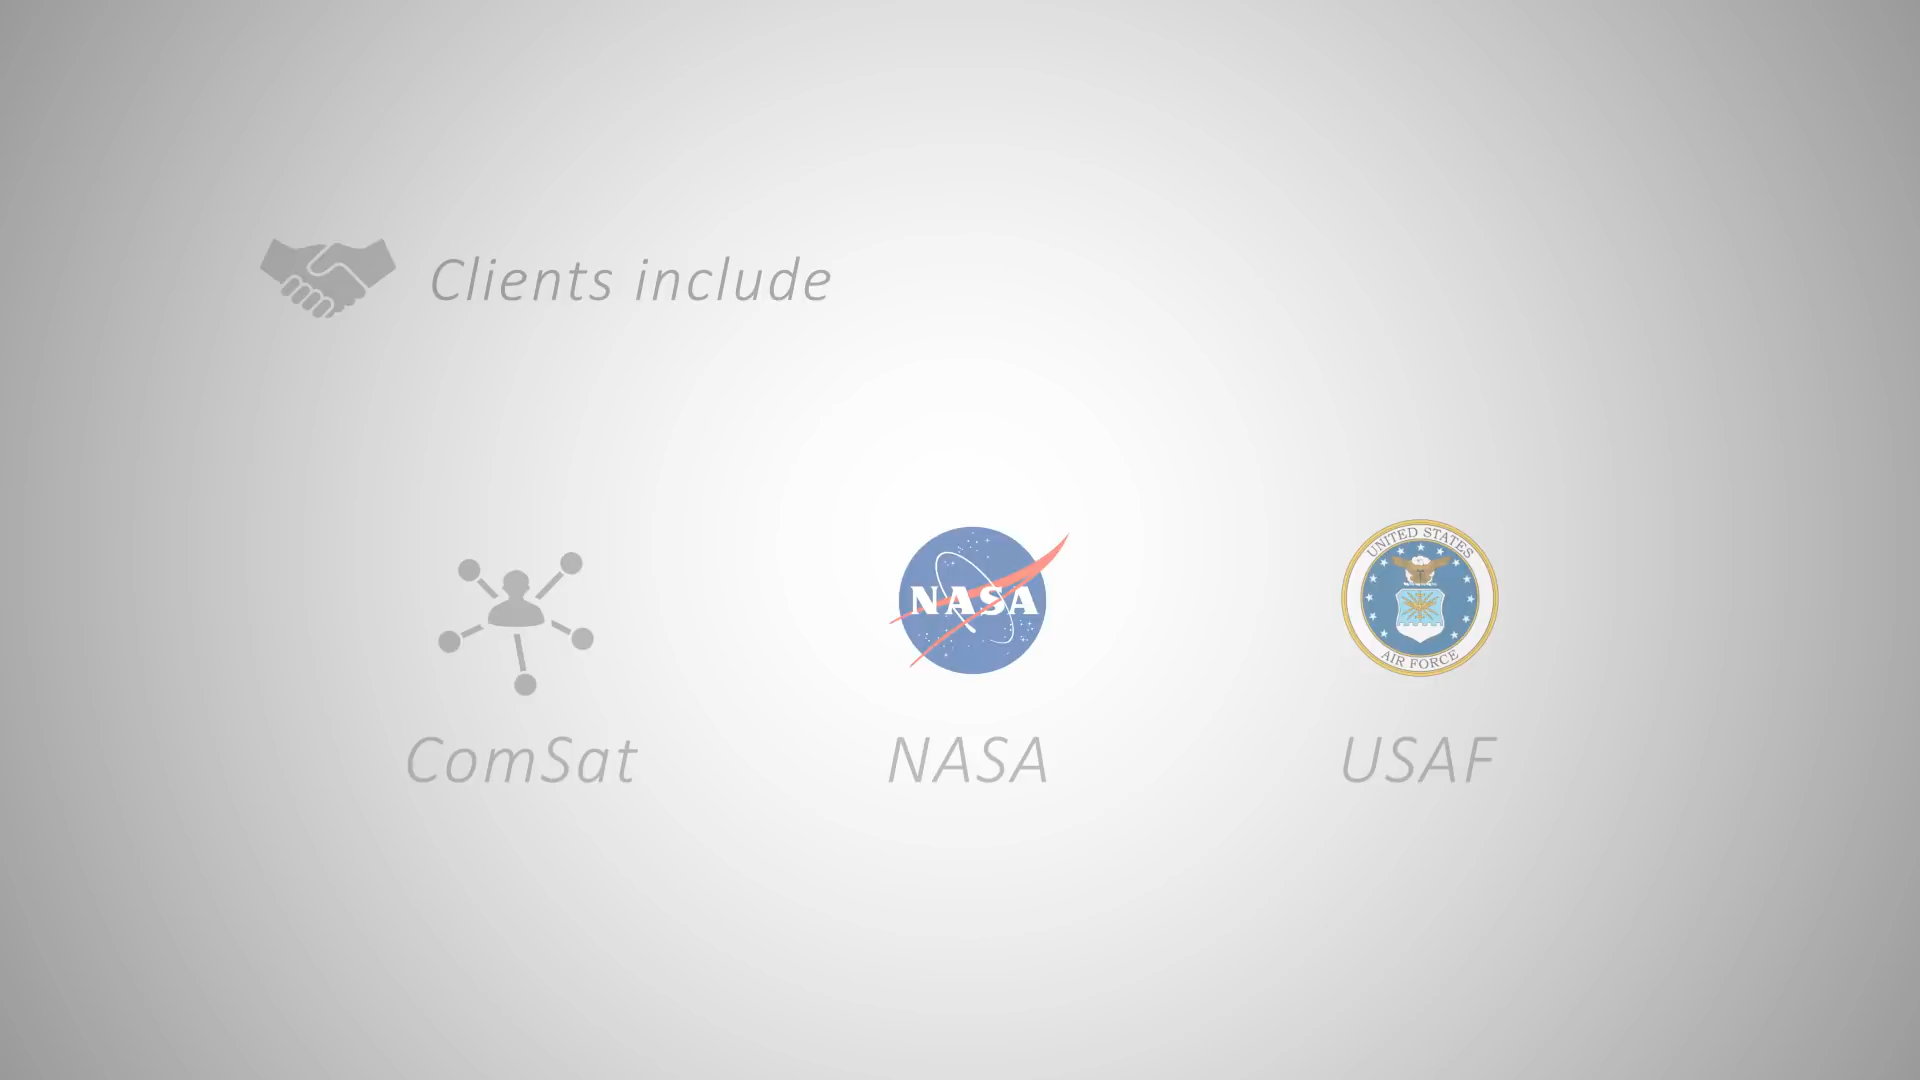 Clients include
NASA
UNITED STATES
AIR FORCE
ComSat
NASA
USAF